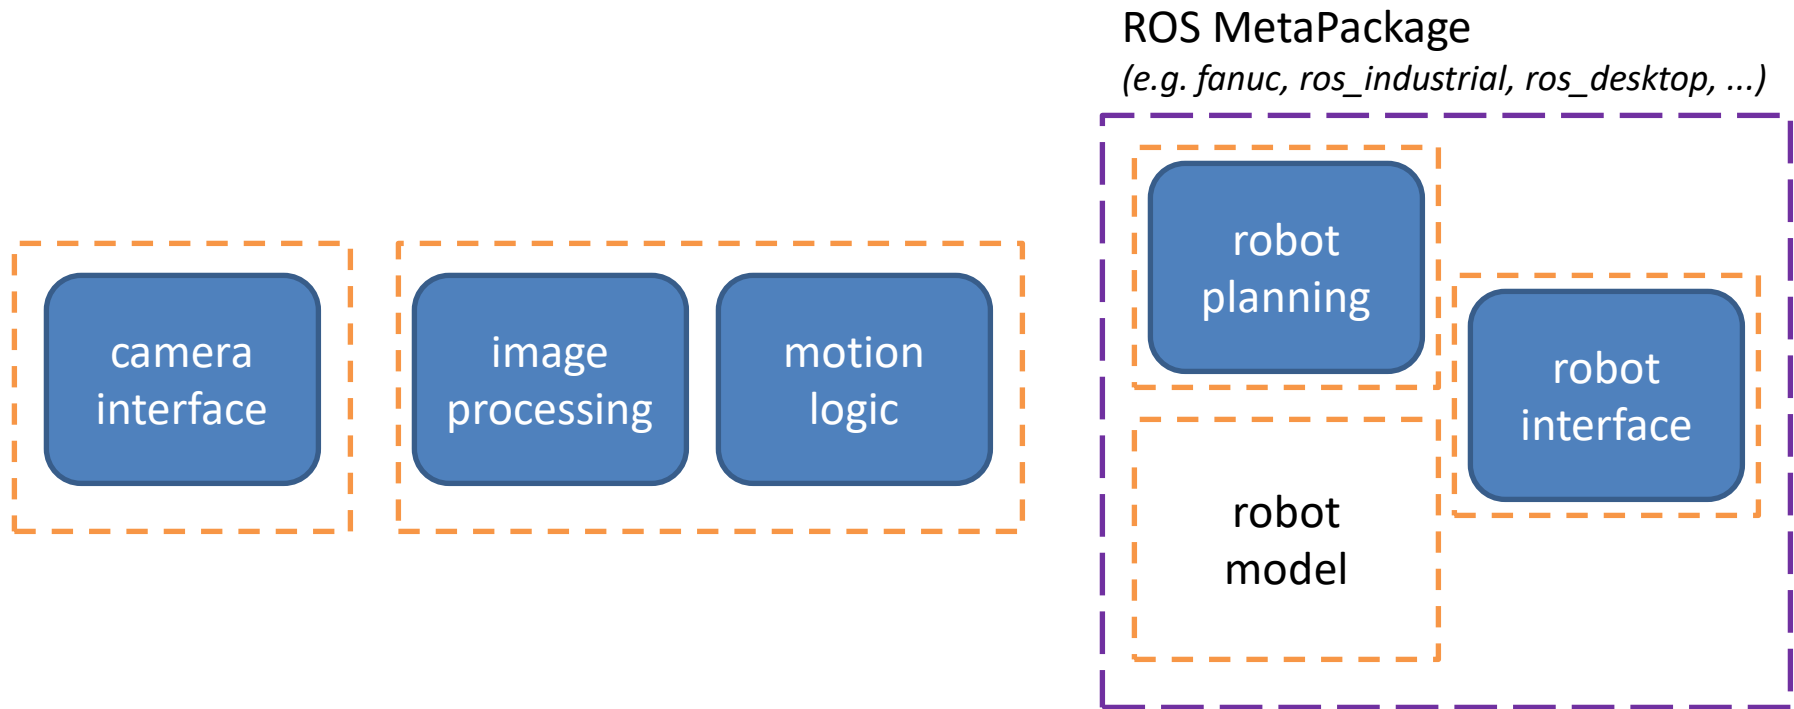 ROS MetaPackage
(e.g. fanuc, ros_industrial, ros_desktop, ...)
camera
interface
image
processing
motion
logic
robot
planning
robot
interface
robot
model